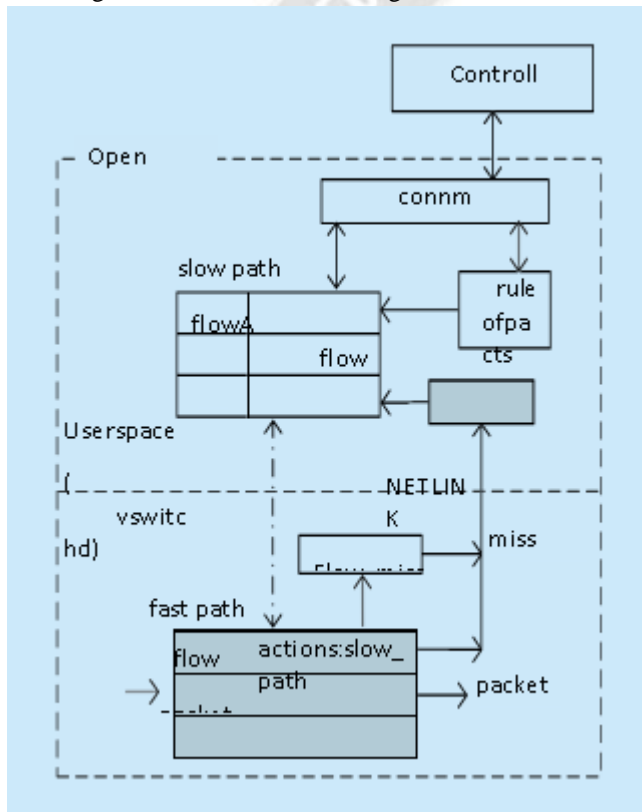 Controll
Open
connm
slow path
rule
ofpa
cts
flowA
flow
Userspace
(
NETLIN
K
vswitc
hd)
miss
fast path
flow
actions:slow_
path
packet